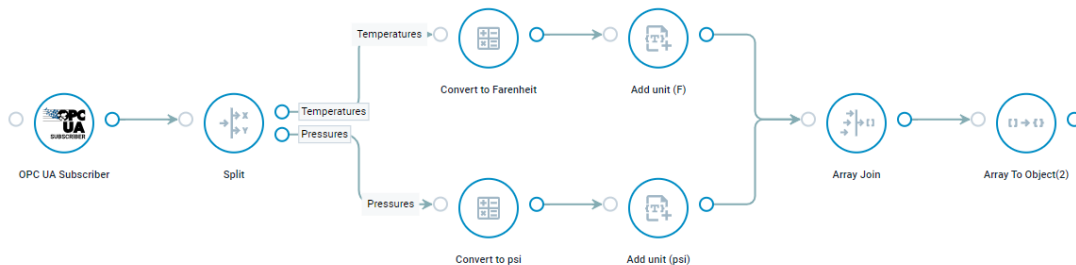 Temperatures
Convert to Farenheit
Add unit (F)
OPC
UA
SUBSCRIBER
OPC UA Subscriber
X
Y
Split
Temperatures
Pressures
Pressures
Convert to psi
Add unit (psi)
[]
Array Join
[] → {}
Array To Object(2)
{T}
{T}